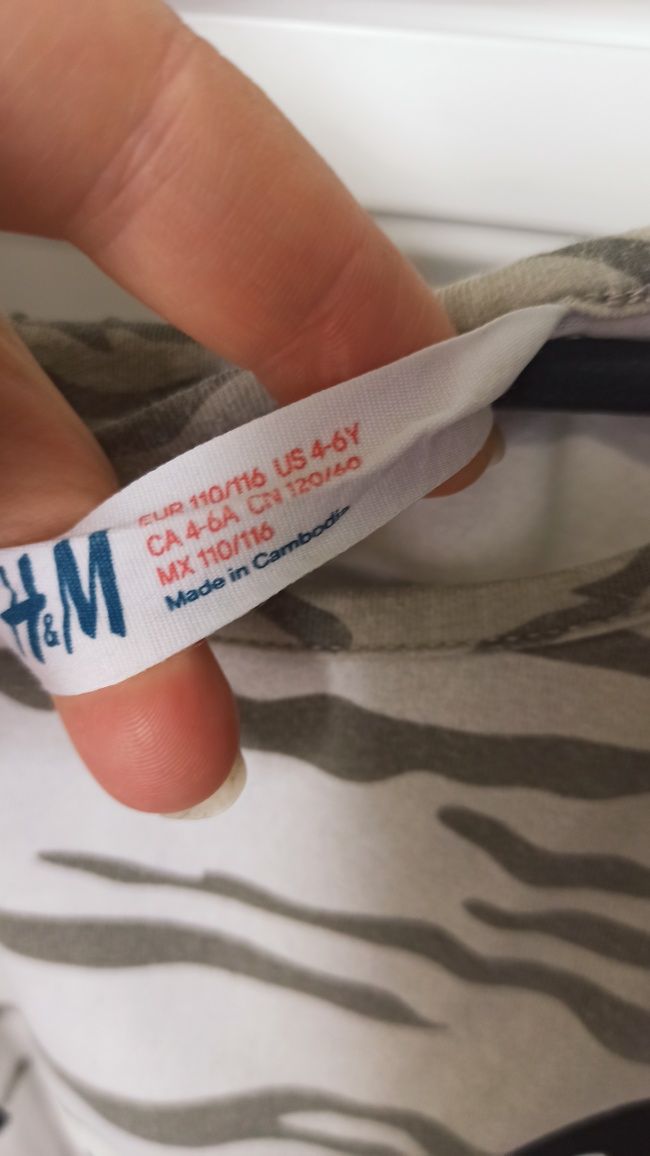 H&M
EUR 110/116 US 4-6Y
CA 4-6A CN 120/60
MX 110/116
Made in Cambodia